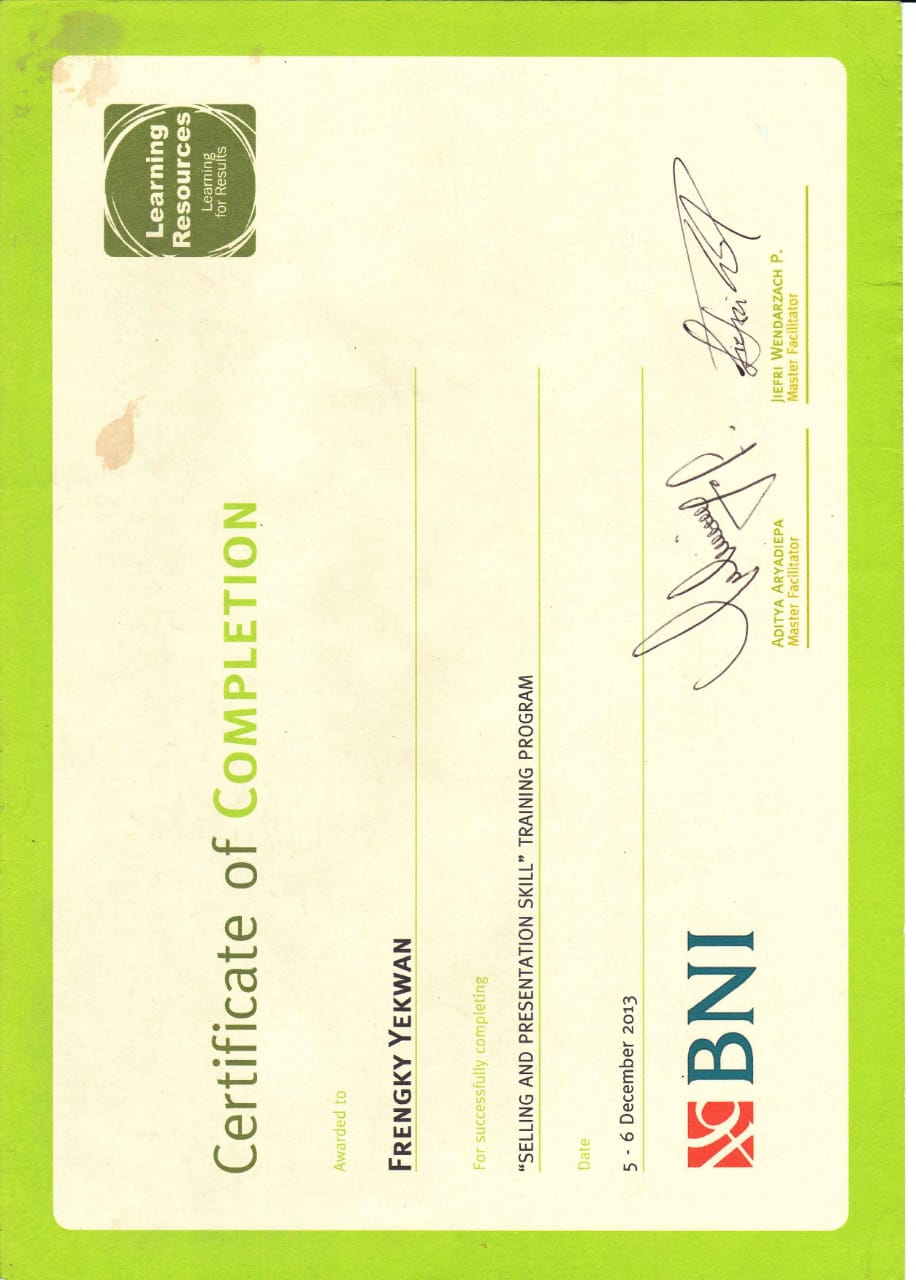 Learning
Resources
Learning
for Results
Certificate of COMPLETION
Awarded to
FRENGKY YEKWAN
For successfully completing
“SELLING AND PRESENTATION SKILL” TRAINING PROGRAM
Date
5 - 6 December 2013
BNI
ADITYA ARYADIEPA
Master Facilitator
JIEFRI WENDARZACH P.
Master Facilitator